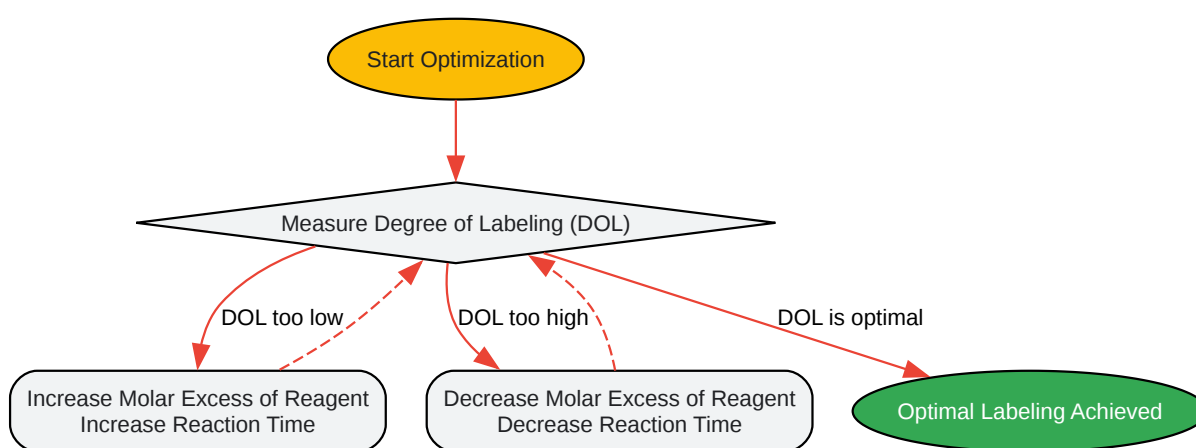 Start Optimization
Measure Degree of Labeling (DOL)
DOL too low
DOL too high
DOL is optimal
Increase Molar Excess of Reagent
Increase Reaction Time
Decrease Molar Excess of Reagent
Decrease Reaction Time
Optimal Labeling Achieved